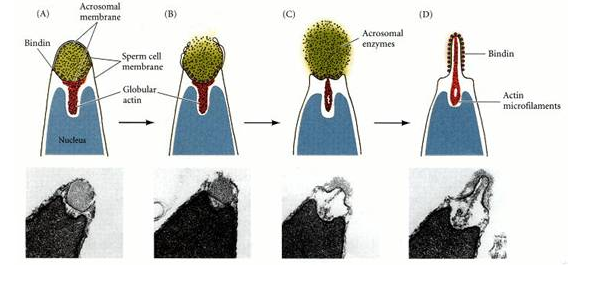 (A)
Acrosomal
membrane
(B)
(C)
(D)
Bindin
Sperm cell
membrane
Globular
actin
Nucleus
Acrosomal
enzymes
Bindin
Actin
microfilaments